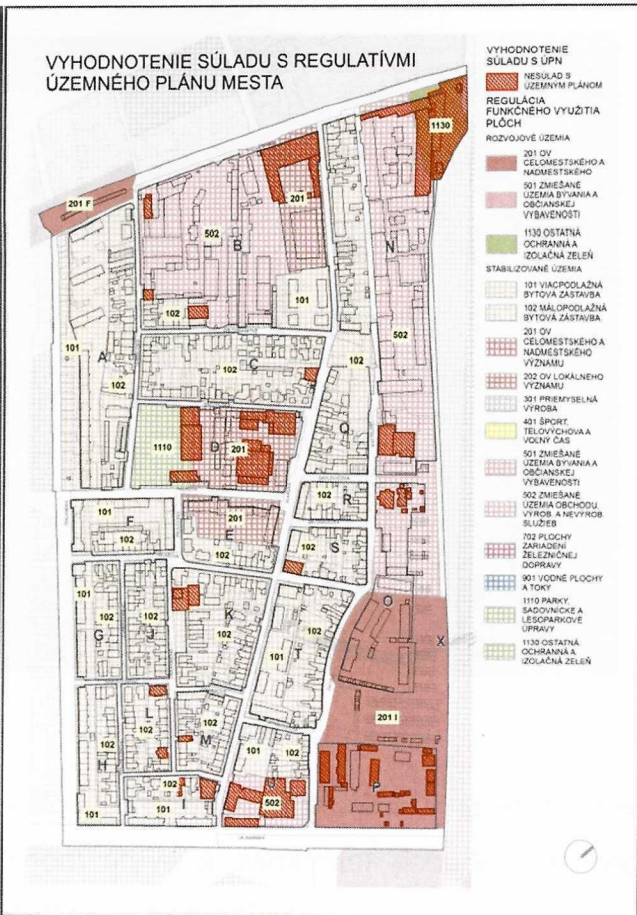 VYHODNOTENIE SÚLADU S REGULATÍVMI
ÚZEMNÉHO PLÁNU MESTA
VYHODNOTENIE
SÚLADU S ÚPN
NESÚLAD S
ÚZEMNÝM PLÁNOM
REGULÁCIA
FUNKČNÉHO VYUŽITIA
PLÔCH
ROZVOJOVÉ ÚZEMIA
201 OV
CELOMESTSKÉHO A
NADMESTSKÉHO
501 ZMIEŠANÉ
ÚZEMIA BÝVANIA A
OBČIANSKEJ
VYBAVENOSTI
1130 OSTATNÁ
OCHRANNÁ A
IZOLAČNÁ ZELEŇ
STABILIZOVANÉ ÚZEMIA
101 VIACPODLAŽNÁ
BYTOVÁ ZÁSTAVBA
102 MÁLOPODLAŽNÁ
BYTOVÁ ZÁSTAVBA
201 OV
CELOMESTSKÉHO A
NADMESTSKÉHO
VÝZNAMU
202 OV LOKÁLNEHO
VÝZNAMU
301 PRIEMYSELNÁ
VÝROBA
401 ŠPORT,
TELOVÝCHOVA A
VOĽNÝ ČAS
501 ZMIEŠANÉ
ÚZEMIA BÝVANIA A
OBČIANSKEJ
VYBAVENOSTI
502 ZMIEŠANÉ
ÚZEMIA OBCHODU,
VÝROB. A NEVÝROB.
SLUŽIEB
702 PLOCHY
ZARIADENÍ
ŽELEZNIČNEJ
DOPRAVY
901 VODNÉ PLOCHY
A TOKY
1110 PARKY,
SADOVNÍCKE A
LESOPARKOVÉ
ÚPRAVY
1130 OSTATNÁ
OCHRANNÁ A
IZOLAČNÁ ZELEŇ
1130
201 F
201
502
B
N
101
102
502
101
A
102
102
C
102
Q
1110
D
201
101
F
102
201
E
102
102
R
102
S
O
X
101
G
102
J
102
K
102
102
T
101
201 I
L
102
102
102
M
H
102
101
102
101
I
101
102
U
502
P